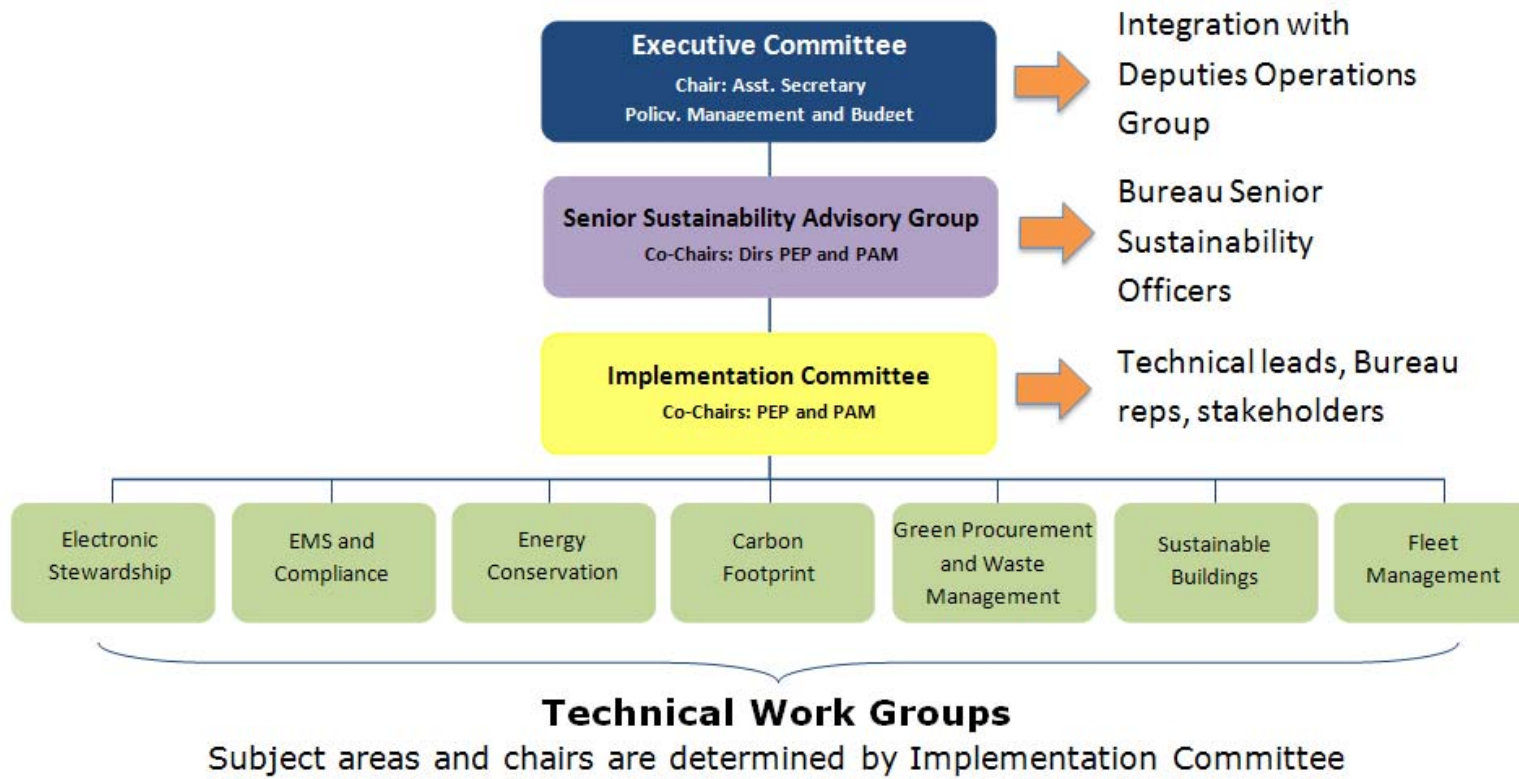 Executive Committee
Chair: Asst. Secretary
Policy, Management and Budget
Integration with
Deputies Operations
Group
Senior Sustainability Advisory Group
Co-Chairs: Dirs PEP and PAM
Bureau Senior
Sustainability
Officers
Implementation Committee
Co-Chairs: PEP and PAM
Technical leads, Bureau
reps, stakeholders
Electronic
Stewardship
EMS and
Compliance
Energy
Conservation
Carbon
Footprint
Green Procurement
and Waste
Management
Sustainable
Buildings
Fleet
Management
Technical Work Groups
Subject areas and chairs are determined by Implementation Committee